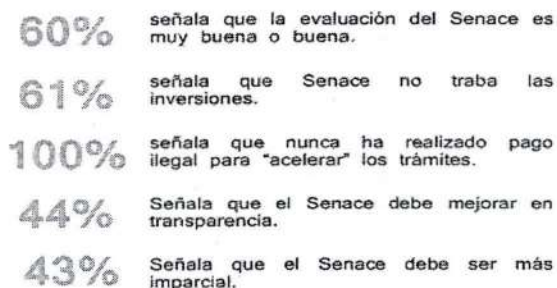 60% señala que la evaluación del Senace es
muy buena o buena.
61% señala que Senace no traba las
inversiones.
100% señala que nunca ha realizado pago
ilegal para "acelerar" los trámites.
44% Señala que el Senace debe mejorar en
transparencia.
43% Señala que el Senace debe ser más
imparcial.